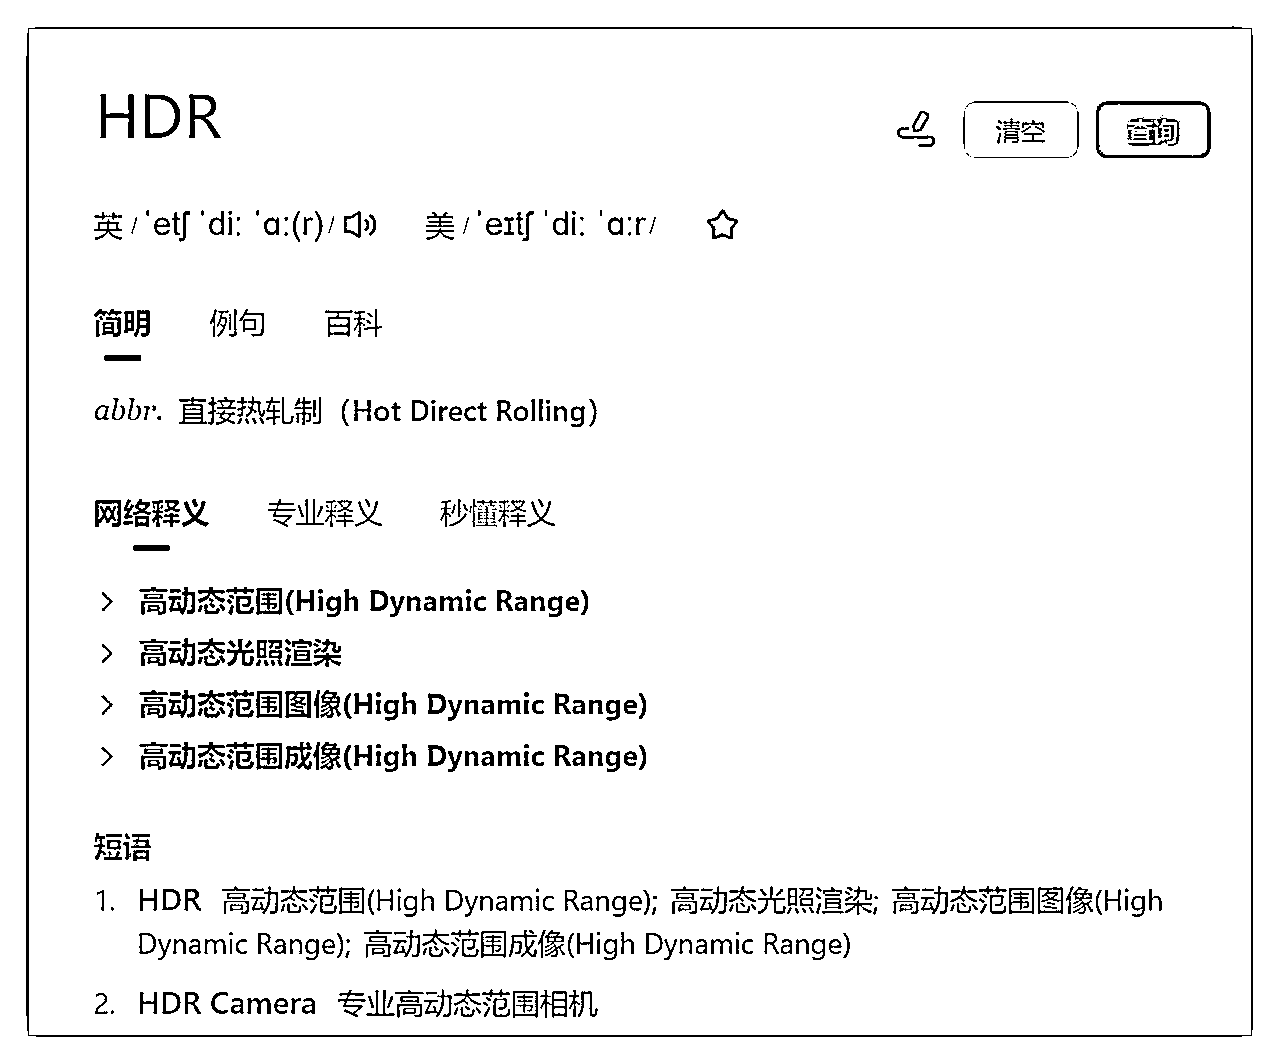 HDR
清空 查询
英 /ˈetʃ ˈdiː ˈɑː(r)/ 美 /ˈeɪtʃ ˈdiː ˈɑːr/
简明 例句 百科
abbr. 直接热轧制（Hot Direct Rolling）
网络释义 专业释义 秒懂释义
高动态范围(High Dynamic Range)
高动态光照渲染
高动态范围图像(High Dynamic Range)
高动态范围成像(High Dynamic Range)
短语
1. HDR 高动态范围(High Dynamic Range); 高动态光照渲染; 高动态范围图像(High
Dynamic Range); 高动态范围成像(High Dynamic Range)
2. HDR Camera 专业高动态范围相机